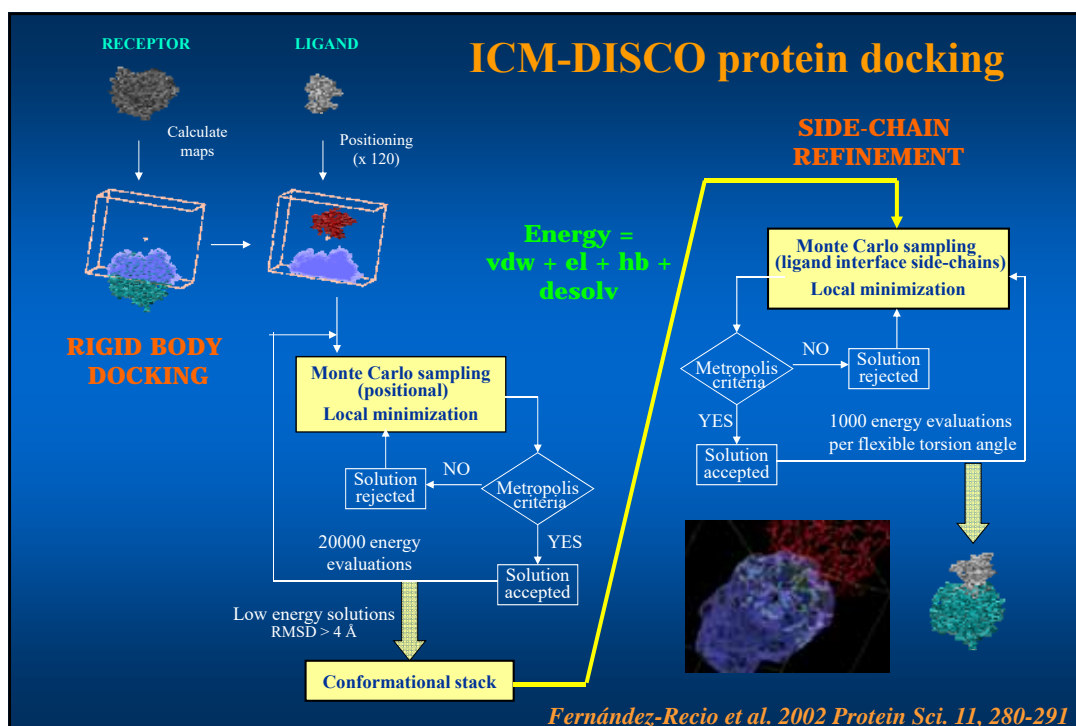 ICM-DISCO protein docking
RECEPTOR
LIGAND
Calculate
maps
Positioning
(x 120)
RIGID BODY
DOCKING
Monte Carlo sampling
(positional)
Local minimization
Metropolis
criteria
NO
Solution
rejected
YES
Solution
accepted
20000 energy
evaluations
Low energy solutions
RMSD > 4 Å
Conformational stack
Energy =
vdw + el + hb +
desolv
SIDE-CHAIN
REFINEMENT
Monte Carlo sampling
(ligand interface side-chains)
Local minimization
Metropolis
criteria
NO
Solution
rejected
YES
Solution
accepted
1000 energy evaluations
per flexible torsion angle
Fernández-Recio et al. 2002 Protein Sci. 11, 280-291